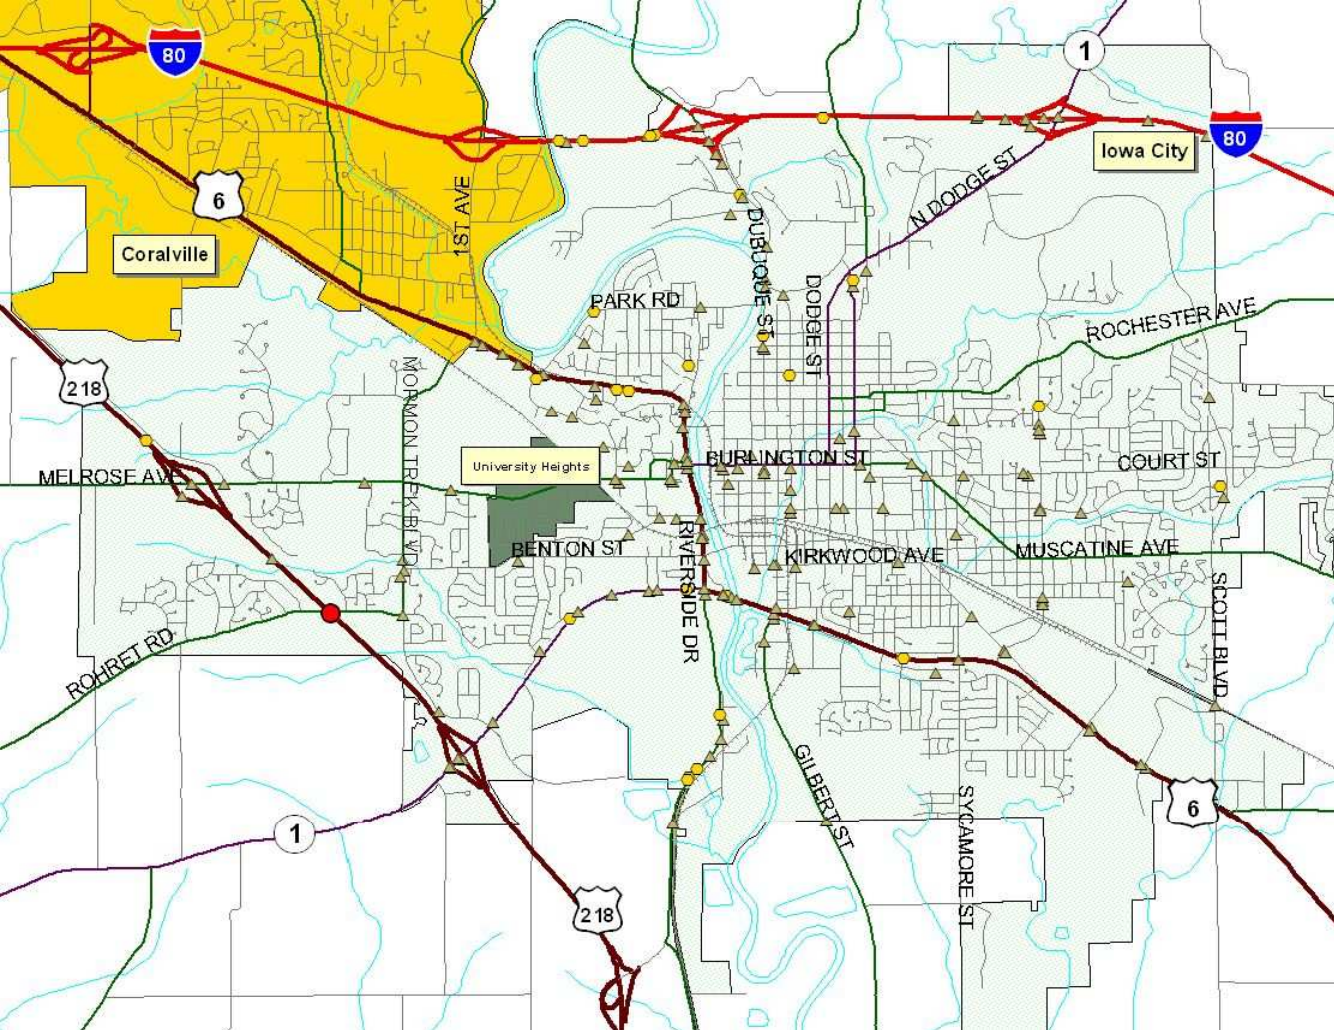 80
1
80
Iowa City
6
1ST AVE
N DODGE ST
Coralville
DUBUQUE ST
PARK RD
DODGE ST
ROCHESTER AVE
218
MORMON TREK BLVD
University Heights
BURLINGTON ST
COURT ST
MELROSE AVE
BENTON ST
RIVERSIDE DR
KIRKWOOD AVE
MUSCATINE AVE
SCOTT BLVD
ROHRET RD
GILBERT ST
SYCAMORE ST
6
1
218